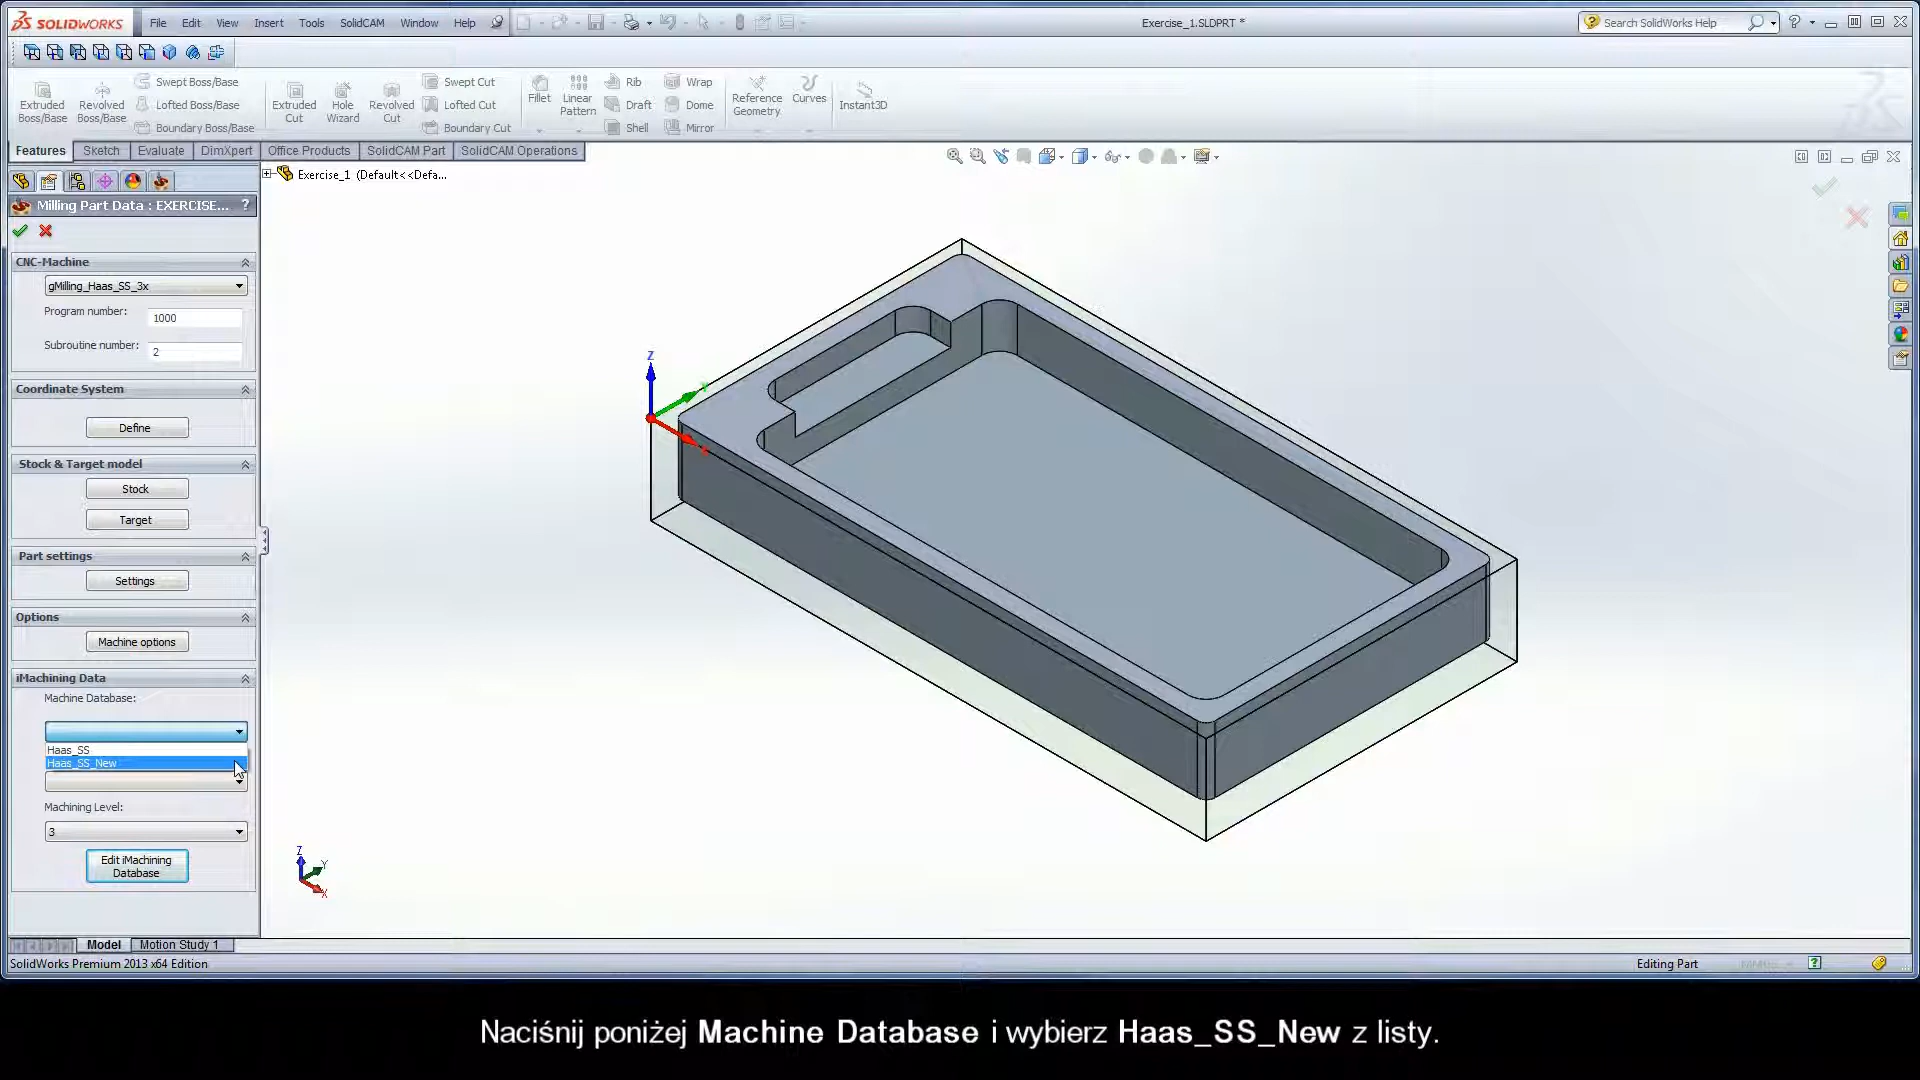 SOLIDWORKS File Edit View Insert Tools SolidCAM Window Help Exercise_1.SLDPRT * Search SolidWorks Help
Extruded Boss/Base
Revolved Boss/Base
Swept Boss/Base
Lofted Boss/Base
Boundary Boss/Base
Extruded Cut
Hole Wizard
Revolved Cut
Swept Cut
Lofted Cut
Boundary Cut
Fillet
Linear Pattern
Rib
Draft
Shell
Wrap
Dome
Mirror
Reference Geometry
Curves
Instant3D
Features Sketch Evaluate DimXpert Office Products SolidCAM Part SolidCAM Operations
Exercise_1 (Default<<Defa...
Milling Part Data : EXERCISE... ?
CNC-Machine
gMilling_Haas_SS_3x
Program number: 1000
Subroutine number: 2
Coordinate System
Define
Stock & Target model
Stock
Target
Part settings
Settings
Options
Machine options
iMachining Data
Machine Database:
Haas_SS
Haas_SS_New
Machining Level:
3
Edit iMachining
Database
Z
Z
Y
X
Model Motion Study 1
SolidWorks Premium 2013 x64 Edition Editing Part
Naciśnij poniżej Machine Database i wybierz Haas_SS_New z listy.